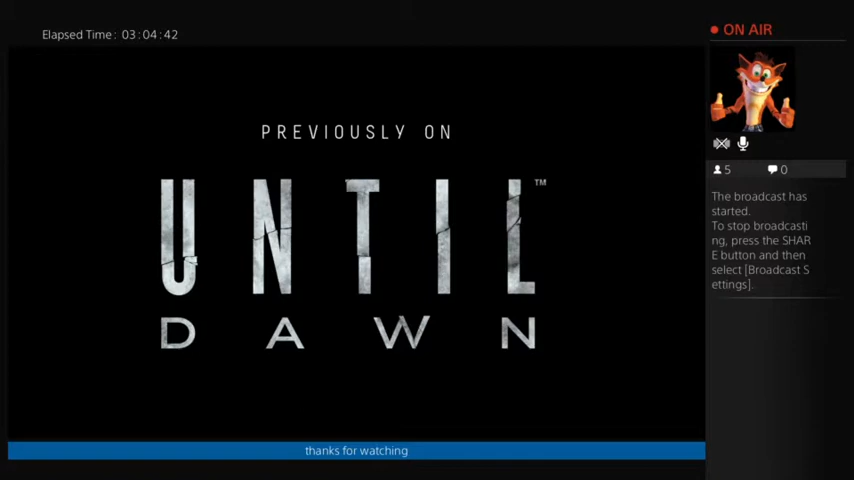 Elapsed Time: 03:04:42
ON AIR
PREVIOUSLY ON
UNTIL™
DAWN
5 0
The broadcast has
started.
To stop broadcasti
ng, press the SHAR
E button and then
select [Broadcast S
ettings].
thanks for watching